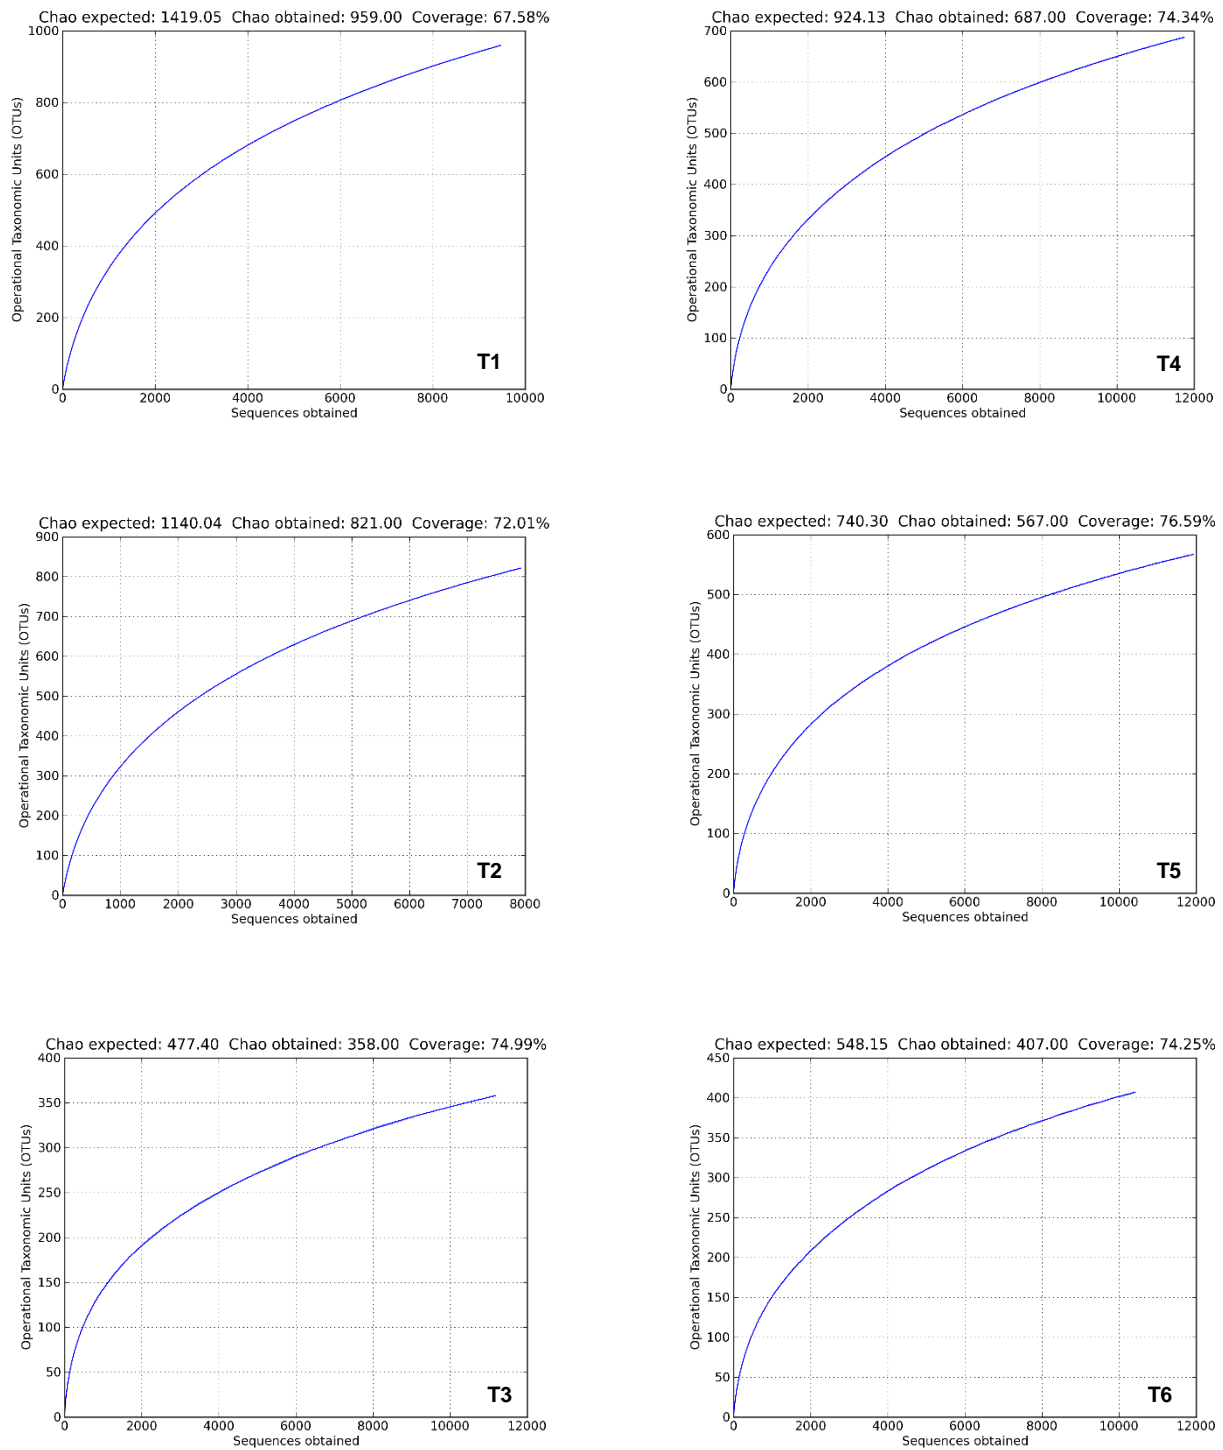 Chao expected: 1419.05 Chao obtained: 959.00 Coverage: 67.58%
1000
800
600
400
200
0
Operational Taxonomic Units (OTUs)
T1
0 2000 4000 6000 8000 10000
Sequences obtained
Chao expected: 924.13 Chao obtained: 687.00 Coverage: 74.34%
700
600
500
400
300
200
100
0
Operational Taxonomic Units (OTUs)
T4
0 2000 4000 6000 8000 10000 12000
Sequences obtained
Chao expected: 1140.04 Chao obtained: 821.00 Coverage: 72.01%
900
800
700
600
500
400
300
200
100
0
Operational Taxonomic Units (OTUs)
T2
0 1000 2000 3000 4000 5000 6000 7000 8000
Sequences obtained
Chao expected: 740.30 Chao obtained: 567.00 Coverage: 76.59%
600
500
400
300
200
100
0
Operational Taxonomic Units (OTUs)
T5
0 2000 4000 6000 8000 10000 12000
Sequences obtained
Chao expected: 477.40 Chao obtained: 358.00 Coverage: 74.99%
400
350
300
250
200
150
100
50
0
Operational Taxonomic Units (OTUs)
T3
0 2000 4000 6000 8000 10000 12000
Sequences obtained
Chao expected: 548.15 Chao obtained: 407.00 Coverage: 74.25%
450
400
350
300
250
200
150
100
50
0
Operational Taxonomic Units (OTUs)
T6
0 2000 4000 6000 8000 10000 12000
Sequences obtained